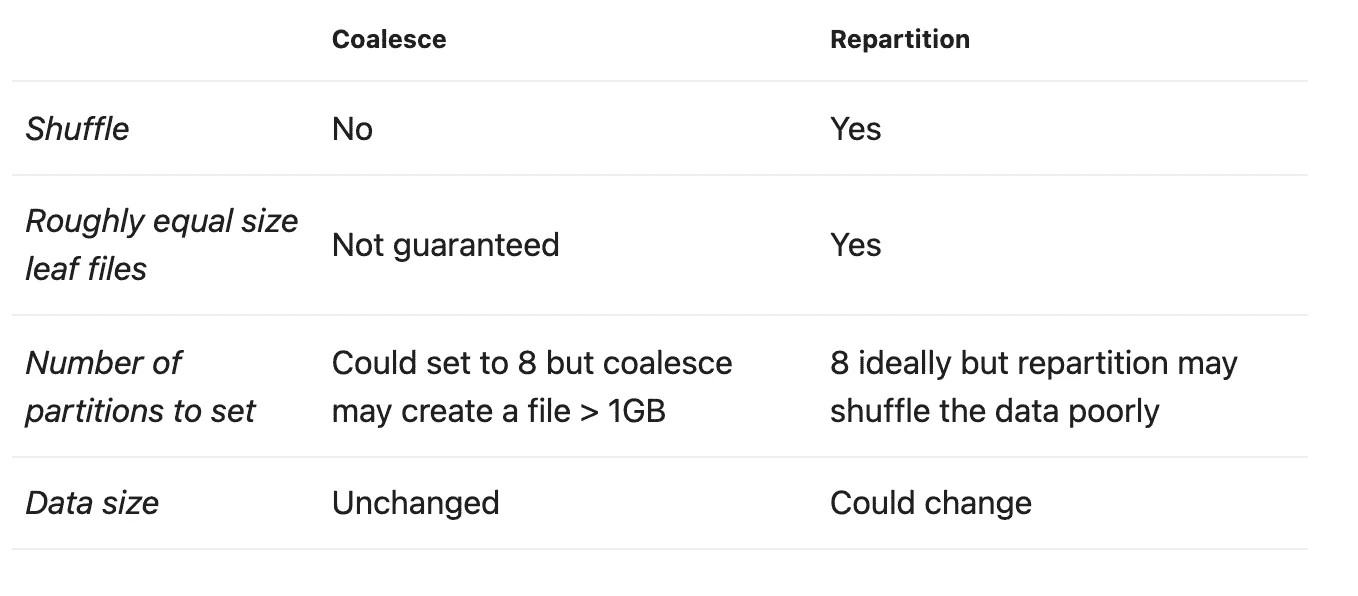 Coalesce
Repartition
Shuffle
No
Yes
Roughly equal size
leaf files
Not guaranteed
Yes
Number of
partitions to set
Could set to 8 but coalesce
may create a file > 1GB
8 ideally but repartition may
shuffle the data poorly
Data size
Unchanged
Could change